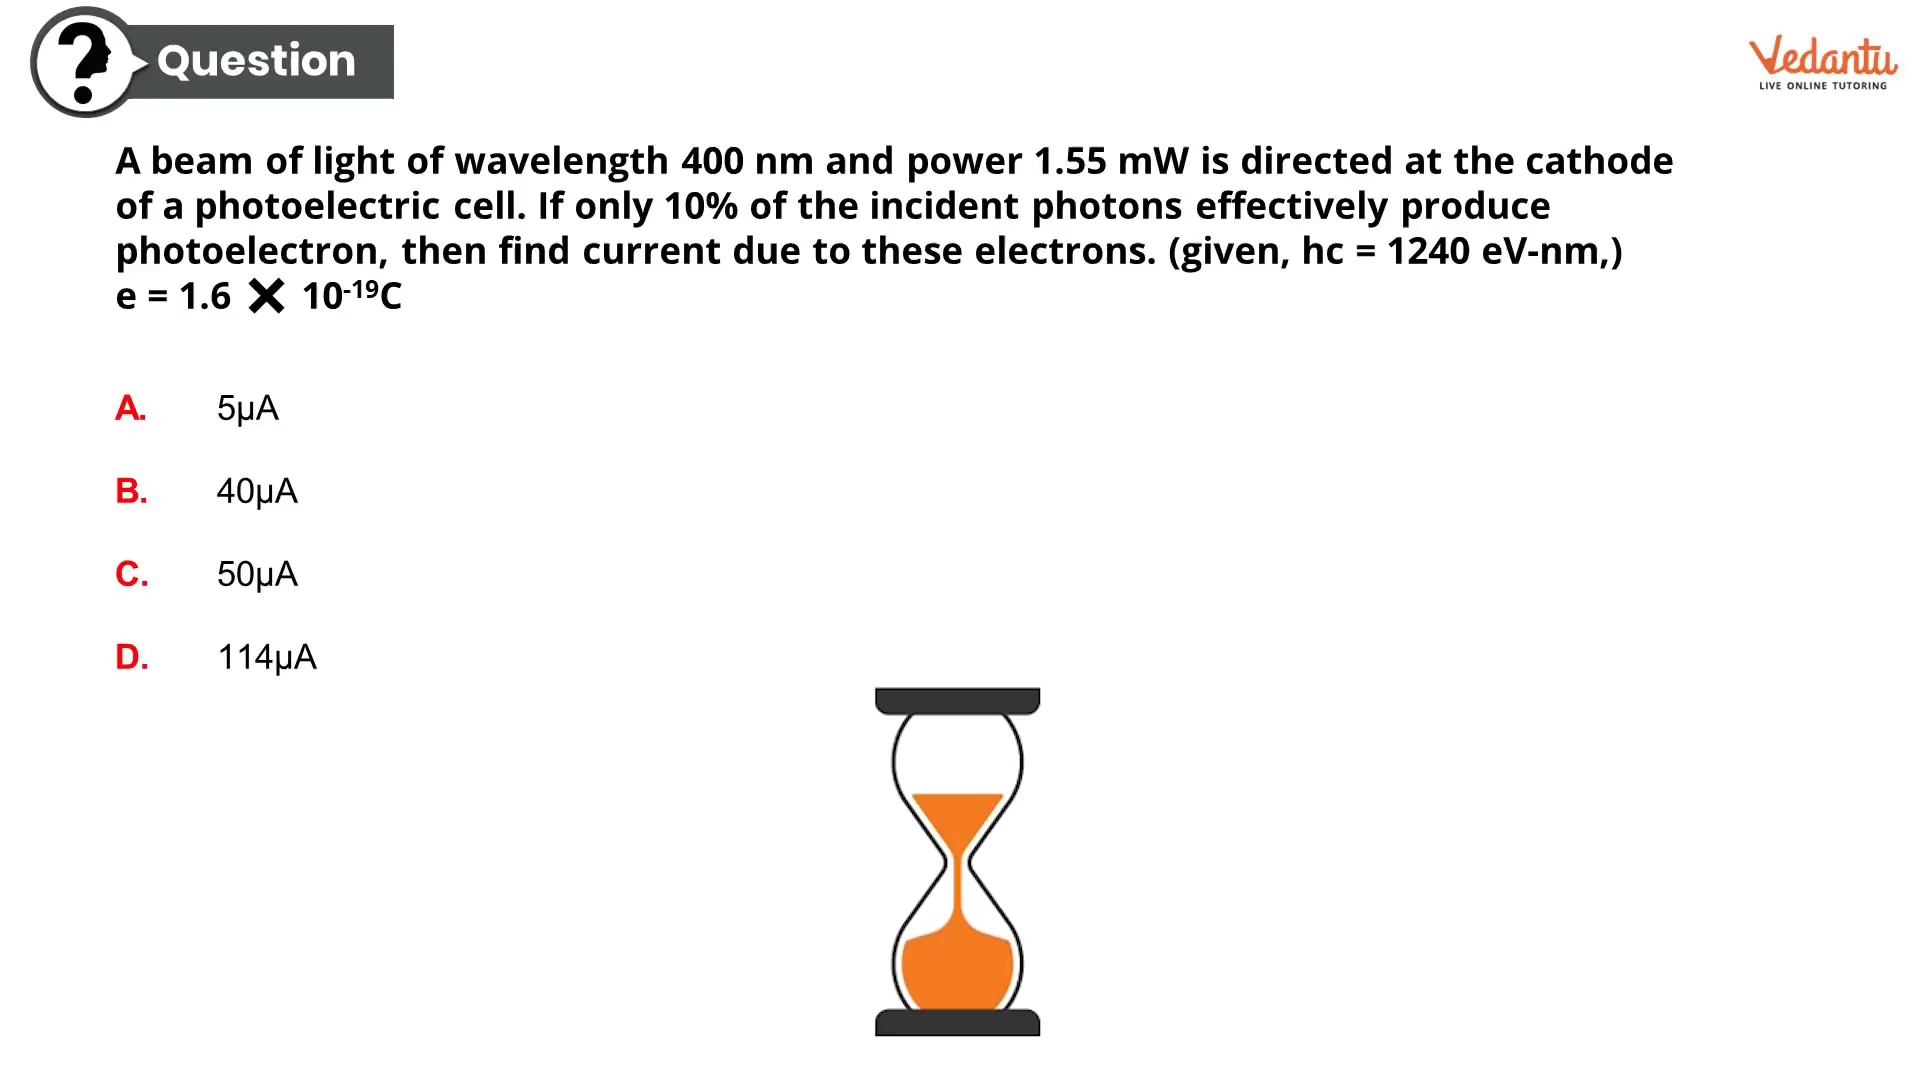 Question
Vedantu
LIVE ONLINE TUTORING
A beam of light of wavelength 400 nm and power 1.55 mW is directed at the cathode
of a photoelectric cell. If only 10% of the incident photons effectively produce
photoelectron, then find current due to these electrons. (given, hc = 1240 eV-nm,)
e = 1.6 ✕ 10⁻¹⁹C
A. 5μA
B. 40μA
C. 50μA
D. 114μA